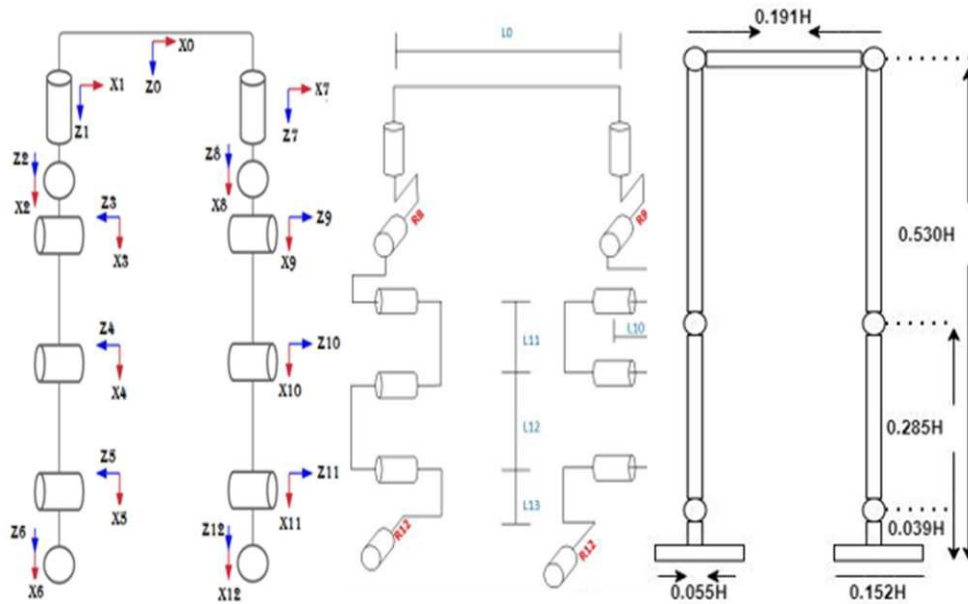 X0
Z0
X1
Z1
X7
Z7
Z2
X2
Z8
X8
Z3
X3
Z9
X9
Z4
X4
Z10
X10
Z5
X5
Z11
X11
Z6
X6
Z12
X12
L0
R8
R9
L11
L10
L12
L13
R12
R12
0.191H
0.530H
0.285H
0.039H
0.055H
0.152H